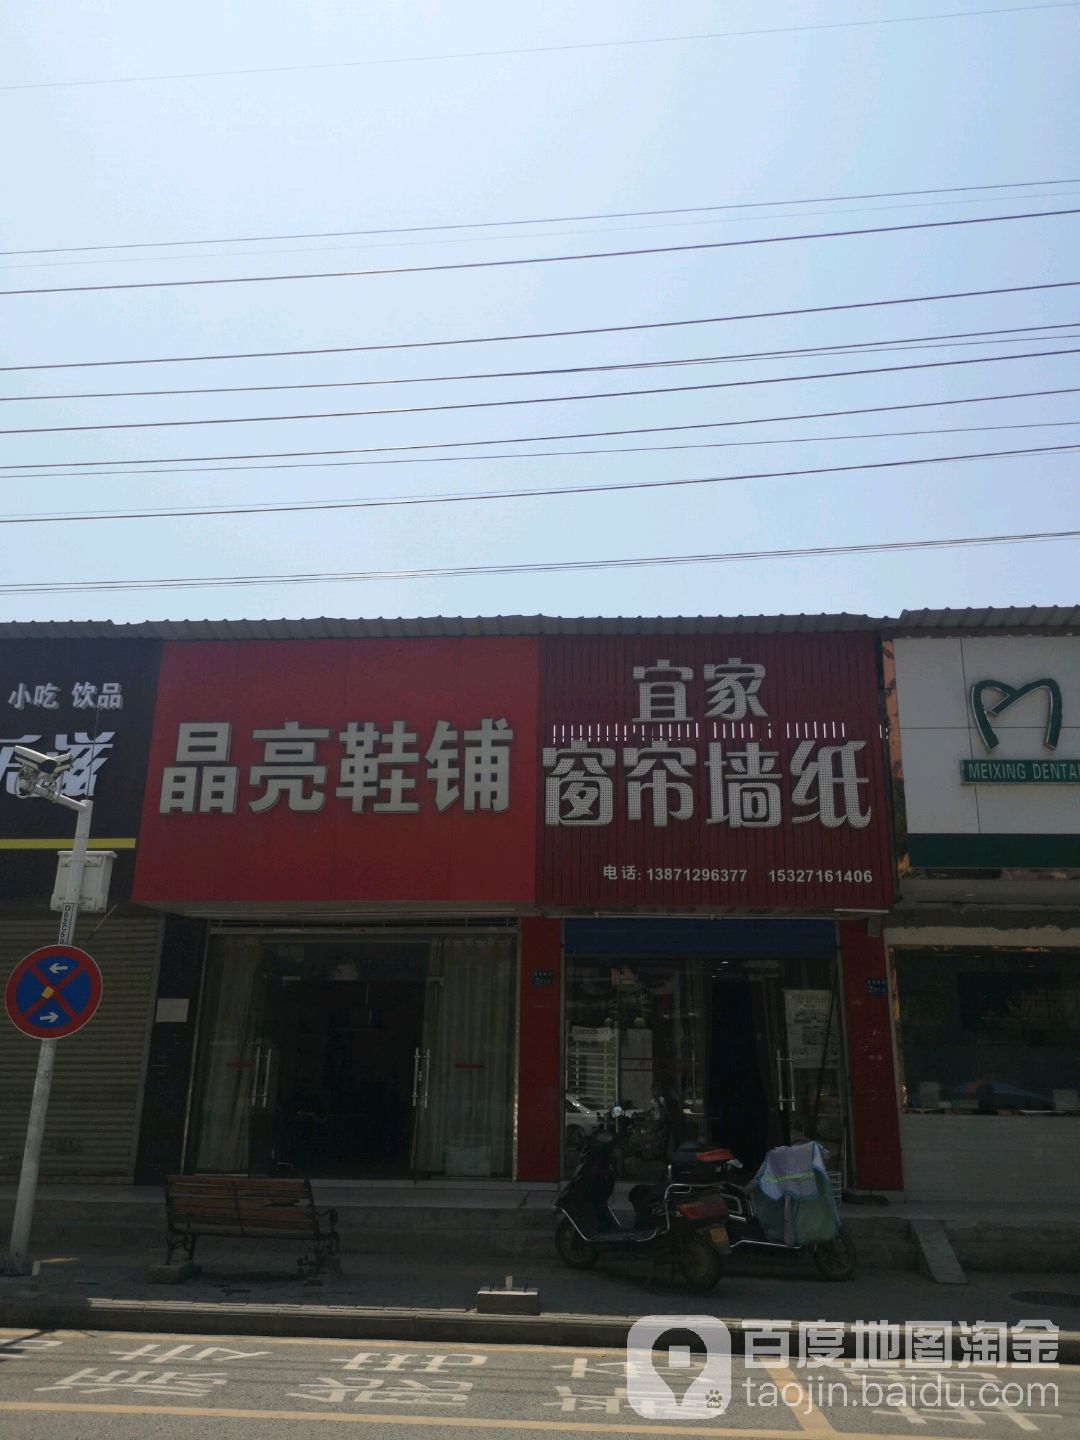 小吃 饮品
滋
晶亮鞋铺
宜家
窗帘墙纸
电话: 13871296377 15327161406
MEIXING DENTA
百度地图淘金
taojin.baidu.com